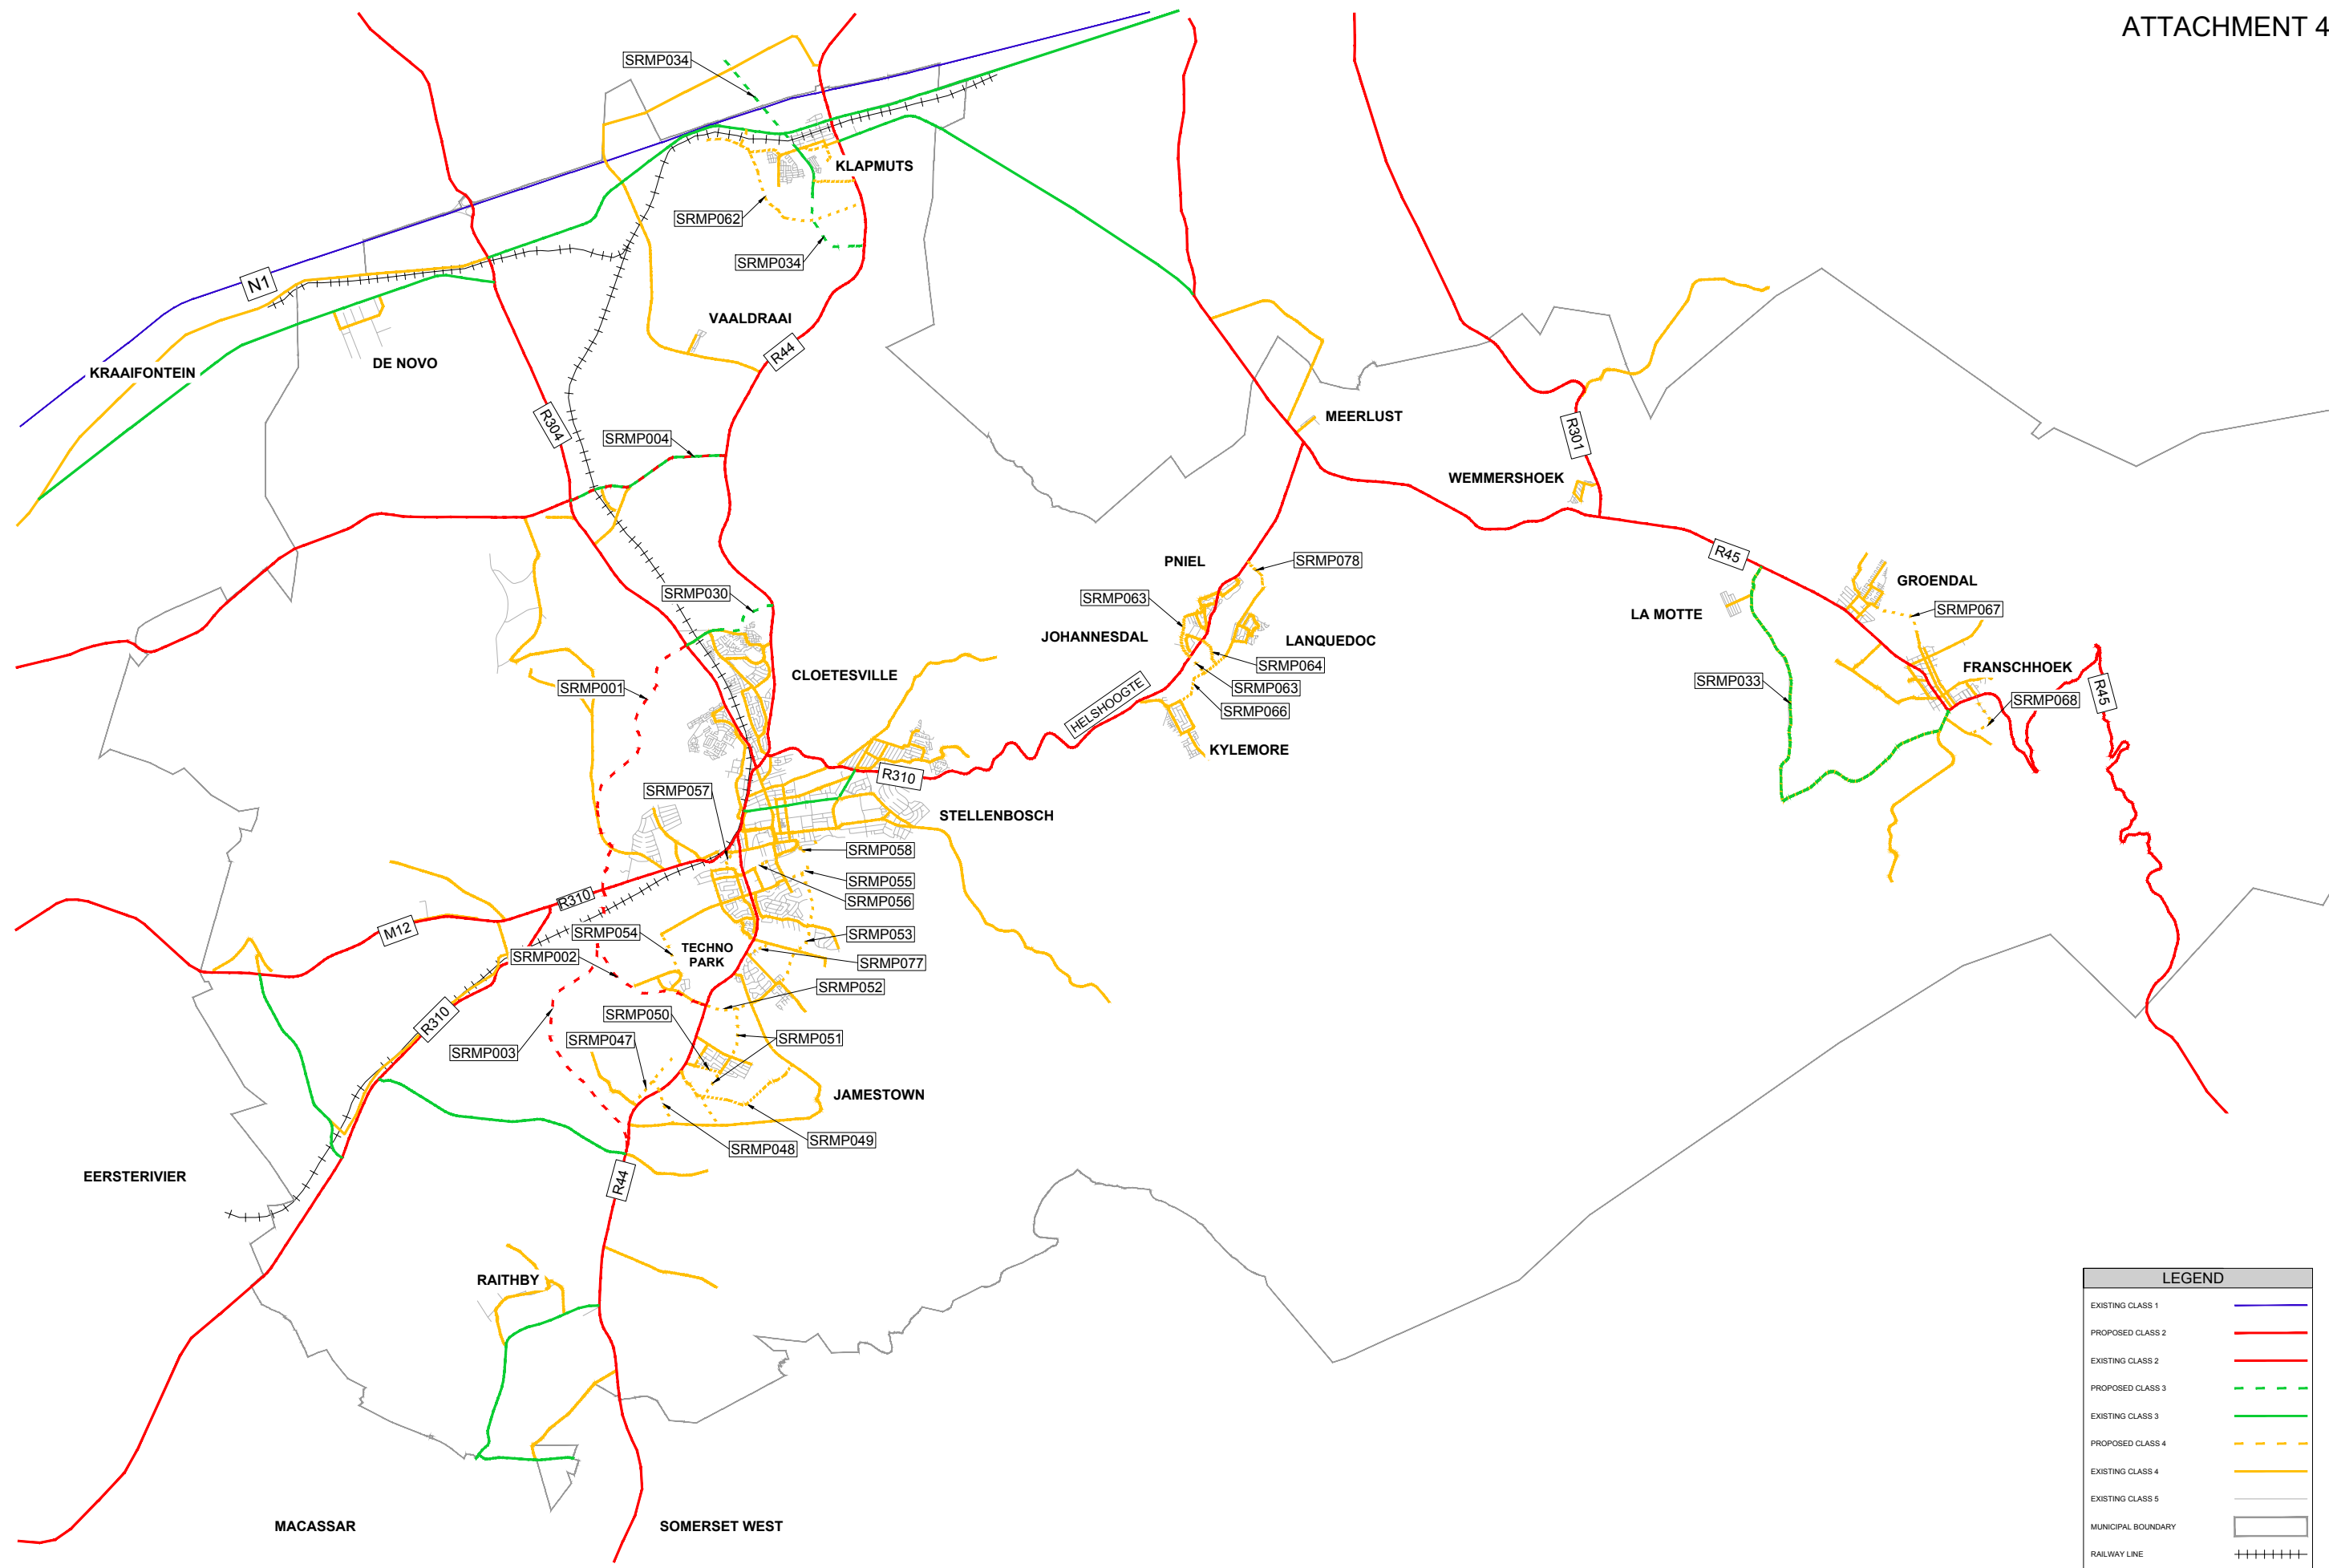 ATTACHMENT 4
SRMP034
KLAPMUTS
SRMP062
SRMP034
N1
VAALDRAAI
R44
DE NOVO
KRAAIFONTEIN
R304
SRMP004
MEERLUST
R301
WEMMERSHOEK
R45
PNIEL
SRMP078
GROENDAL
SRMP030
SRMP063
SRMP067
LA MOTTE
JOHANNESDAL
LANQUEDOC
SRMP064
FRANSCHHOEK
CLOETESVILLE
SRMP001
SRMP063
SRMP033
R45
HELSHOOGTE
SRMP068
SRMP066
KYLEMORE
R310
SRMP057
STELLENBOSCH
SRMP058
SRMP055
R310
SRMP056
M12
SRMP054
SRMP053
TECHNO
PARK
SRMP002
SRMP077
SRMP052
R310
SRMP050
SRMP047
SRMP051
SRMP003
JAMESTOWN
SRMP049
SRMP048
EERSTERIVIER
R44
RAITHBY
MACASSAR
SOMERSET WEST
LEGEND
EXISTING CLASS 1
PROPOSED CLASS 2
EXISTING CLASS 2
PROPOSED CLASS 3
EXISTING CLASS 3
PROPOSED CLASS 4
EXISTING CLASS 4
EXISTING CLASS 5
MUNICIPAL BOUNDARY
RAILWAY LINE